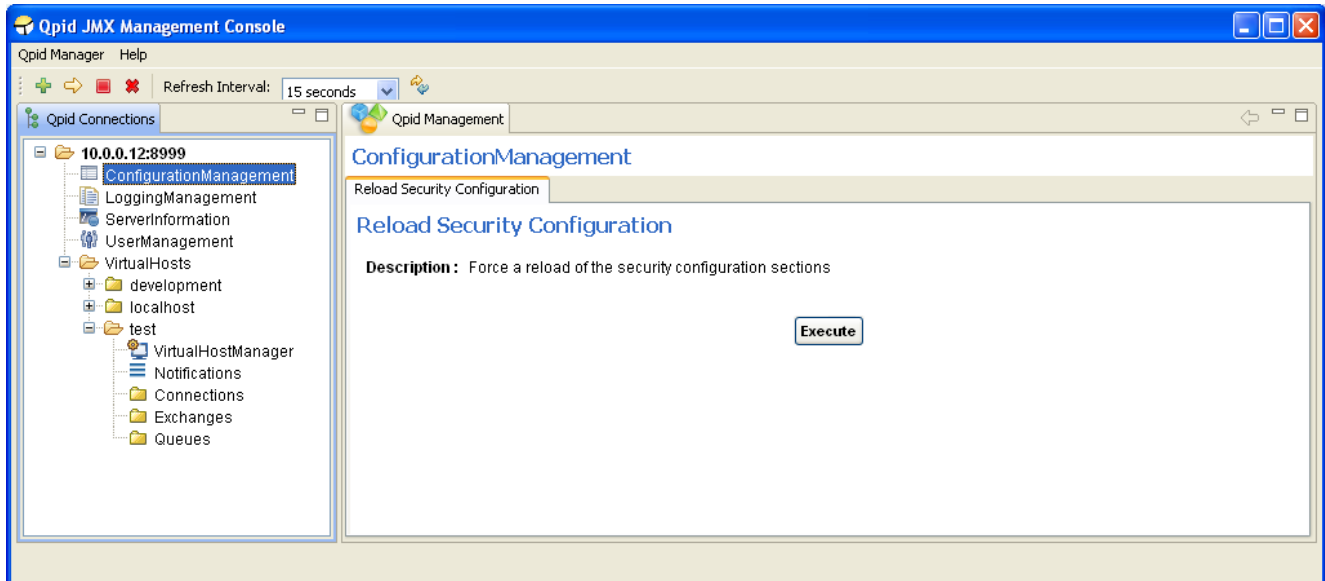 Qpid JMX Management Console
Qpid Manager Help
Refresh Interval: 15 seconds
Qpid Connections
10.0.0.12:8999
ConfigurationManagement
LoggingManagement
ServerInformation
UserManagement
VirtualHosts
development
localhost
test
VirtualHostManager
Notifications
Connections
Exchanges
Queues
Qpid Management
ConfigurationManagement
Reload Security Configuration
Reload Security Configuration
Description : Force a reload of the security configuration sections
Execute